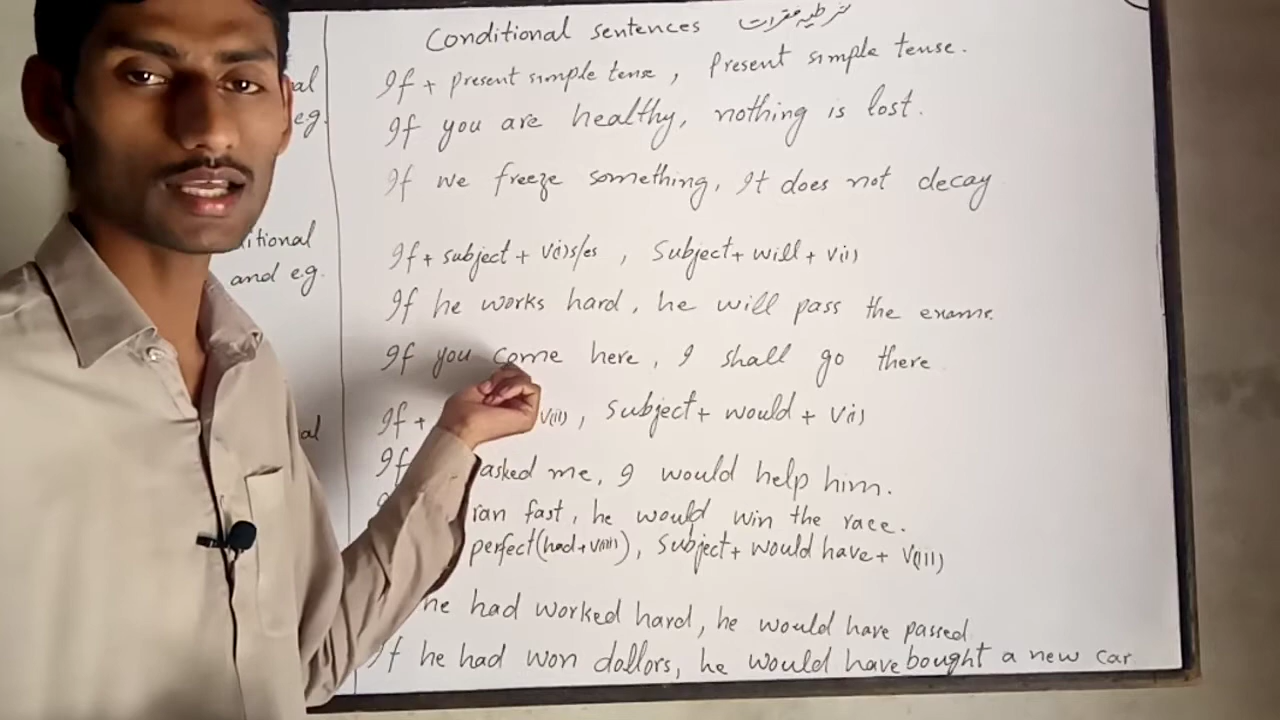 Conditional sentences شرطیہ فقرات
If + present simple tense, Present simple tense.
If you are healthy, nothing is lost.
If we freeze something, It does not decay
If + subject + V(i)s/es, Subject + will + V(i)
If he works hard, he will pass the exams.
If you come here, I shall go there
If + V(ii), Subject + would + V(i)
If asked me, I would help him.
ran fast, he would win the race.
perfect (had + V(iii)), Subject + would have + V(III)
he had worked hard, he would have passed
If he had won dollors, he would have bought a new car
al
eg.
itional
and e.g.
al